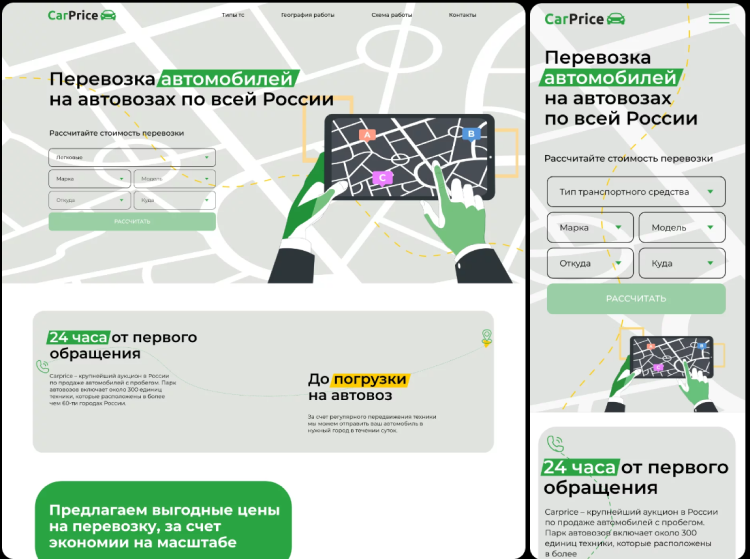 CarPrice
Типы тс
География работы
Схема работы
Контакты
Перевозка автомобилей
на автовозах по всей России
Рассчитайте стоимость перевозки
Легковые
Марка
Модель
Откуда
Куда
РАССЧИТАТЬ
A
B
C
24 часа от первого
обращения
Carprice – крупнейший аукцион в России
по продаже автомобилей с пробегом. Парк
автовозов включает около 300 единиц
техники, которые расположены в более
чем 60-ти городах России.
До погрузки
на автовоз
За счет регулярного передвижения техники
мы можем отправить ваш автомобиль в
нужный город в течении суток.
Предлагаем выгодные цены
на перевозку, за счет
экономии на масштабе
CarPrice
Перевозка
автомобилей
на автовозах
по всей России
Рассчитайте стоимость перевозки
Тип транспортного средства
Марка
Модель
Откуда
Куда
РАССЧИТАТЬ
A
B
C
24 часа от первого
обращения
Carprice – крупнейший аукцион в России
по продаже автомобилей с пробегом.
Парк автовозов включает около 300
единиц техники, которые расположены
в более